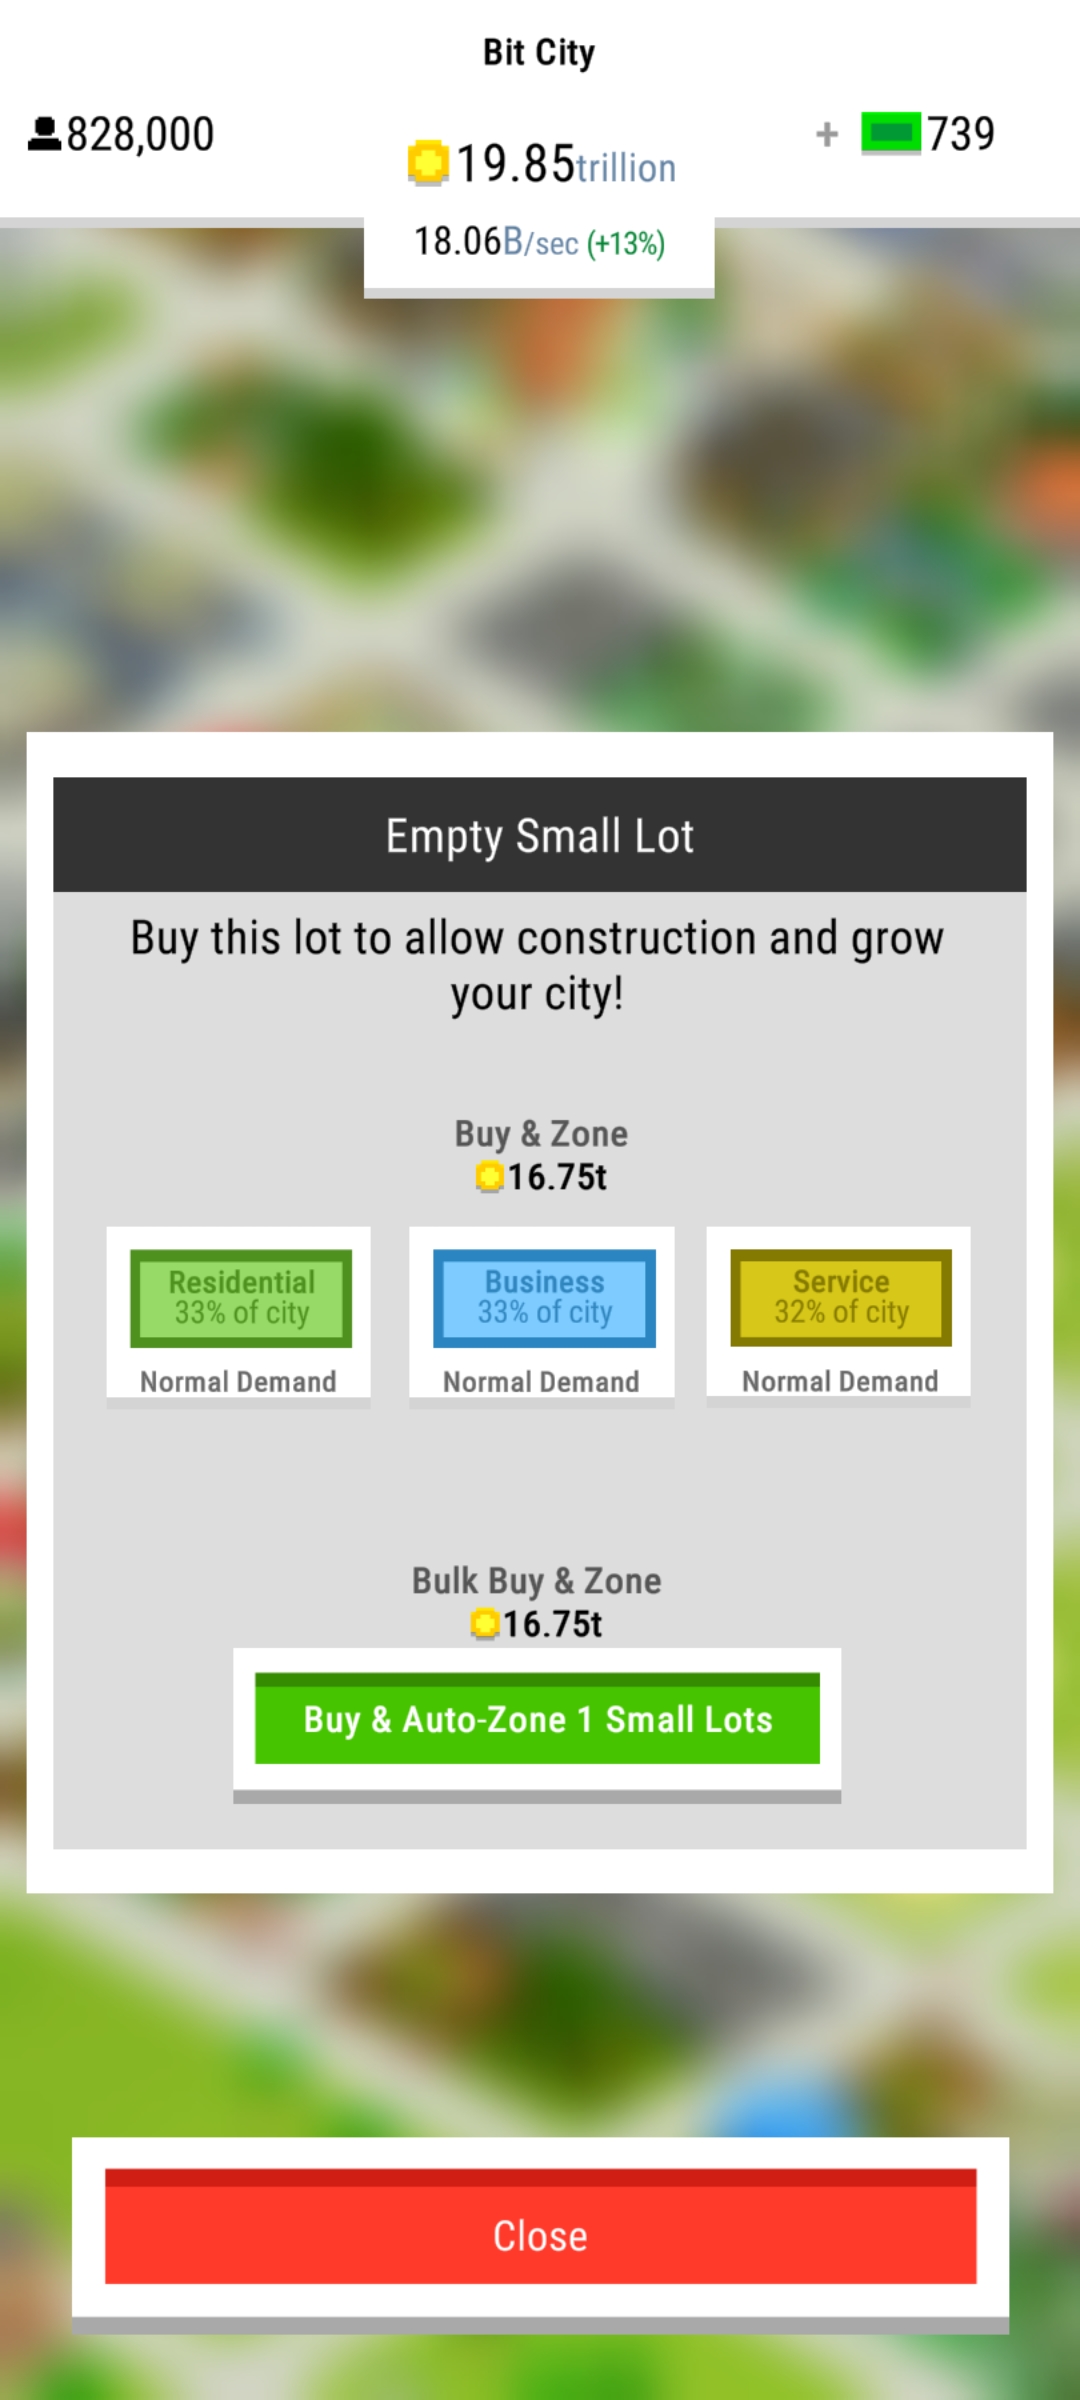 Bit City
828,000
19.85trillion
+ 739
18.06B/sec (+13%)
Empty Small Lot
Buy this lot to allow construction and grow
your city!
Buy & Zone
16.75t
Residential
33% of city
Normal Demand
Business
33% of city
Normal Demand
Service
32% of city
Normal Demand
Bulk Buy & Zone
16.75t
Buy & Auto-Zone 1 Small Lots
Close